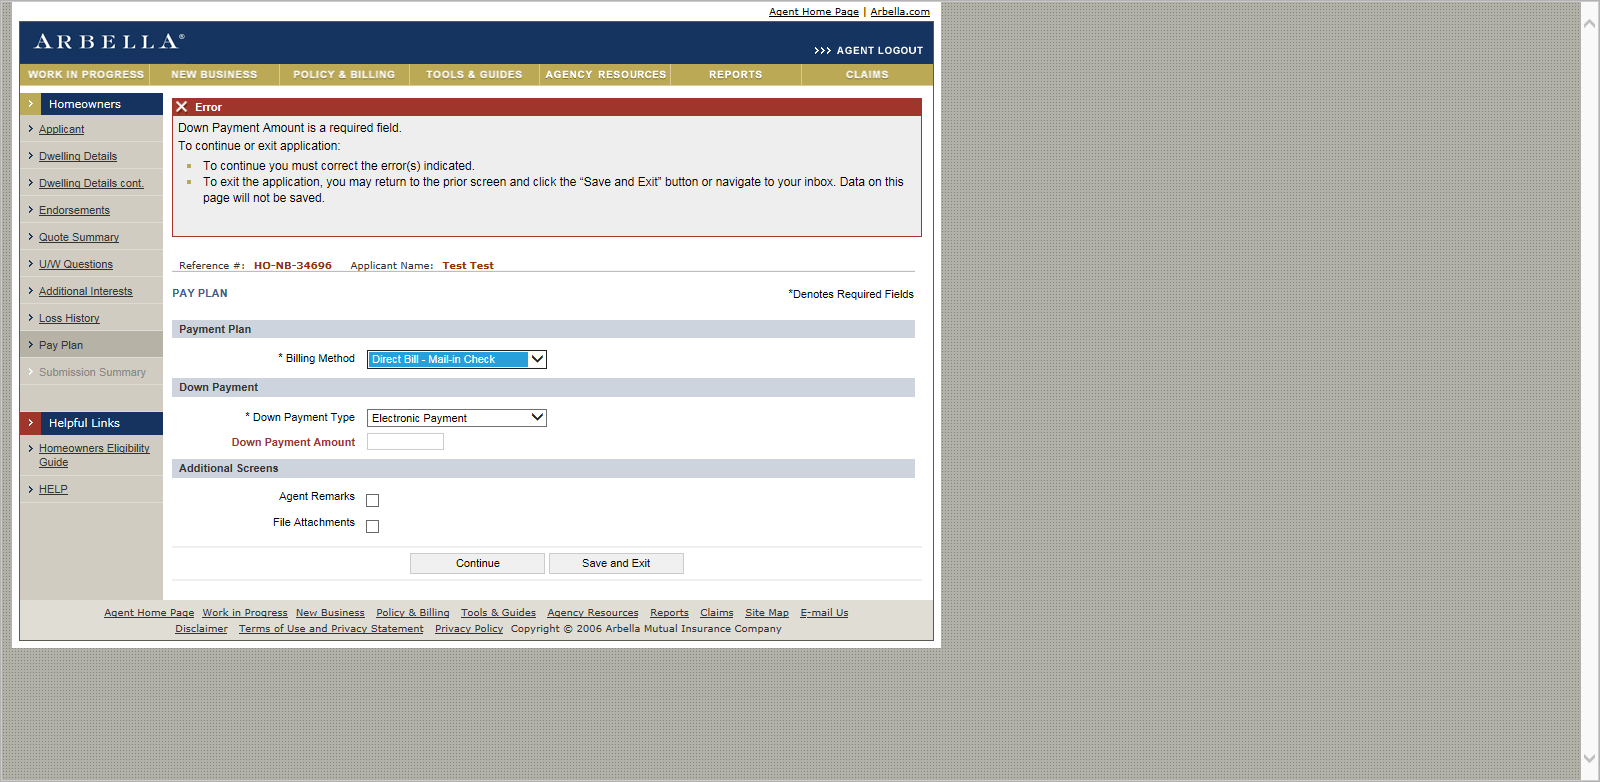 Agent Home Page | Arbella.com
ARBELLA®
>>> AGENT LOGOUT
WORK IN PROGRESS NEW BUSINESS POLICY & BILLING TOOLS & GUIDES AGENCY RESOURCES REPORTS CLAIMS
Homeowners
Applicant
Dwelling Details
Dwelling Details cont.
Endorsements
Quote Summary
U/W Questions
Additional Interests
Loss History
Pay Plan
Submission Summary
Helpful Links
Homeowners Eligibility
Guide
HELP
Error
Down Payment Amount is a required field.
To continue or exit application:
To continue you must correct the error(s) indicated.
To exit the application, you may return to the prior screen and click the “Save and Exit” button or navigate to your inbox. Data on this
page will not be saved.
Reference #: HO-NB-34696 Applicant Name: Test Test
PAY PLAN *Denotes Required Fields
Payment Plan
* Billing Method Direct Bill - Mail-in Check
Down Payment
* Down Payment Type Electronic Payment
Down Payment Amount
Additional Screens
Agent Remarks
File Attachments
Continue Save and Exit
Agent Home Page Work in Progress New Business Policy & Billing Tools & Guides Agency Resources Reports Claims Site Map E-mail Us
Disclaimer Terms of Use and Privacy Statement Privacy Policy Copyright © 2006 Arbella Mutual Insurance Company